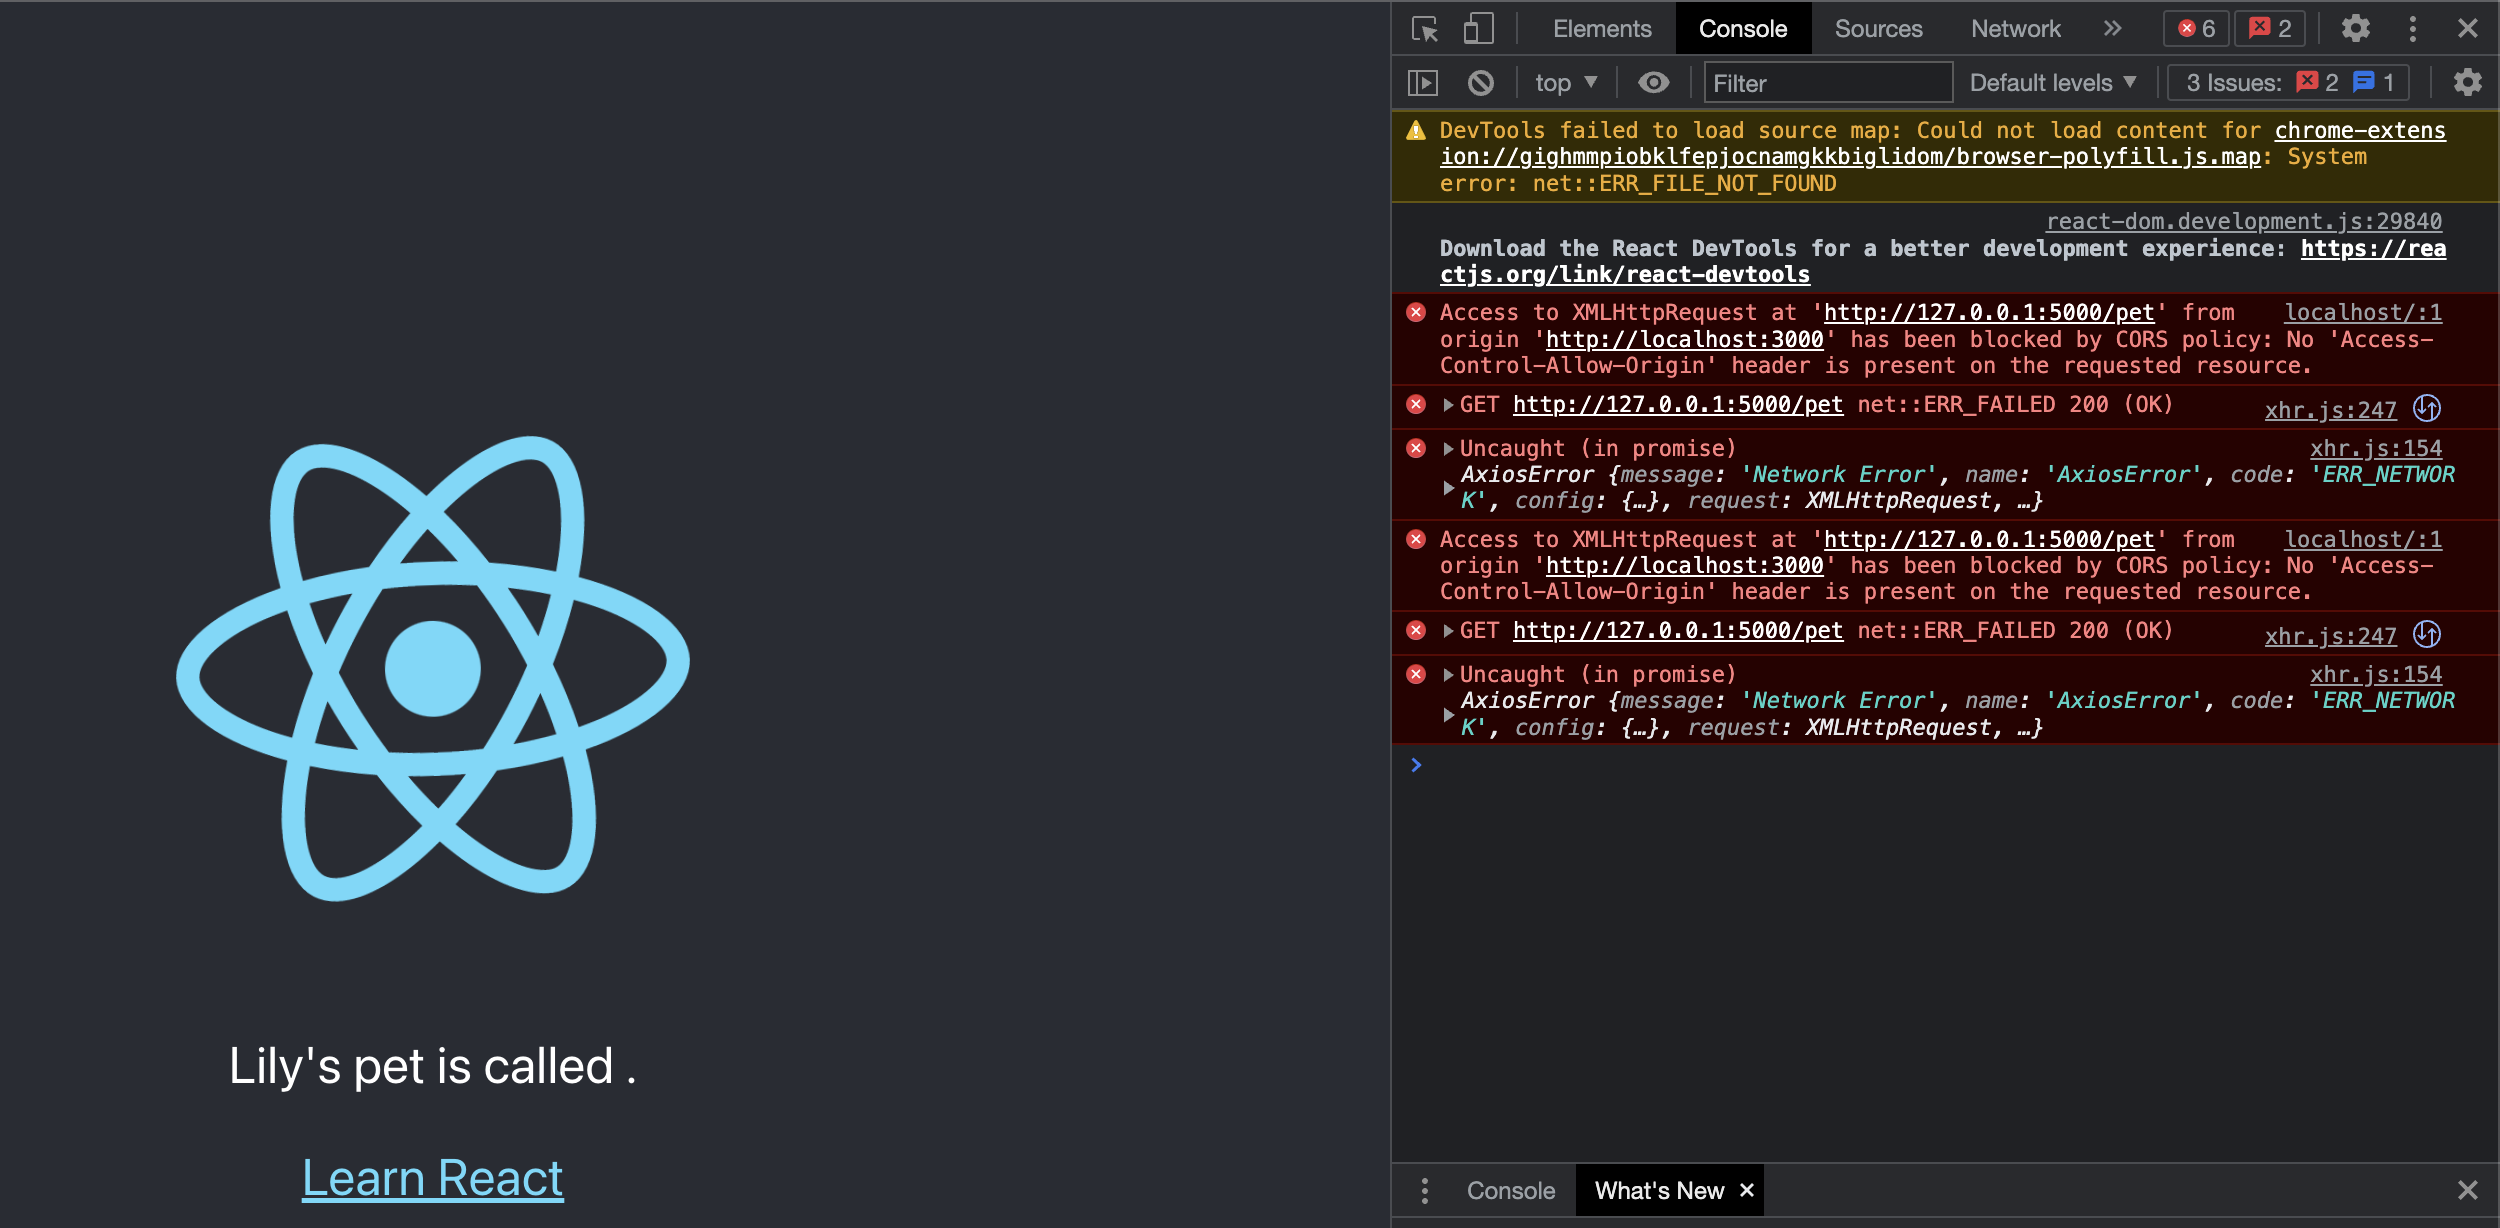 Lily's pet is called .
Learn React
Elements Console Sources Network 6 2
top Filter Default levels 3 Issues: 2 1
DevTools failed to load source map: Could not load content for chrome-extens
ion://gighmmpiobklfepjocnamgkkbiglidom/browser-polyfill.js.map: System
error: net::ERR_FILE_NOT_FOUND
react-dom.development.js:29840
Download the React DevTools for a better development experience: https://rea
ctjs.org/link/react-devtools
Access to XMLHttpRequest at 'http://127.0.0.1:5000/pet' from localhost/:1
origin 'http://localhost:3000' has been blocked by CORS policy: No 'Access-
Control-Allow-Origin' header is present on the requested resource.
GET http://127.0.0.1:5000/pet net::ERR_FAILED 200 (OK) xhr.js:247
Uncaught (in promise) xhr.js:154
AxiosError {message: 'Network Error', name: 'AxiosError', code: 'ERR_NETWOR
K', config: {…}, request: XMLHttpRequest, …}
Access to XMLHttpRequest at 'http://127.0.0.1:5000/pet' from localhost/:1
origin 'http://localhost:3000' has been blocked by CORS policy: No 'Access-
Control-Allow-Origin' header is present on the requested resource.
GET http://127.0.0.1:5000/pet net::ERR_FAILED 200 (OK) xhr.js:247
Uncaught (in promise) xhr.js:154
AxiosError {message: 'Network Error', name: 'AxiosError', code: 'ERR_NETWOR
K', config: {…}, request: XMLHttpRequest, …}
Console What's New